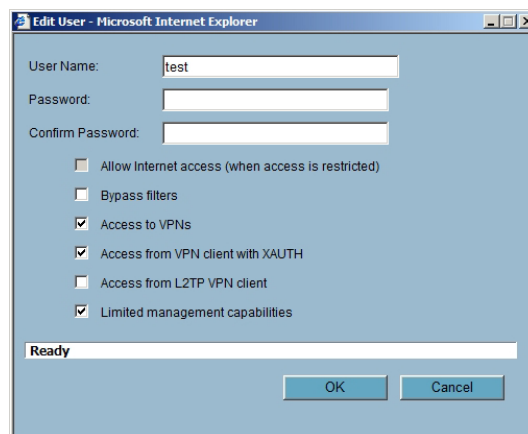 Edit User - Microsoft Internet Explorer
User Name: test
Password:
Confirm Password:
Allow Internet access (when access is restricted)
Bypass filters
Access to VPNs
Access from VPN client with XAUTH
Access from L2TP VPN client
Limited management capabilities
Ready
OK Cancel